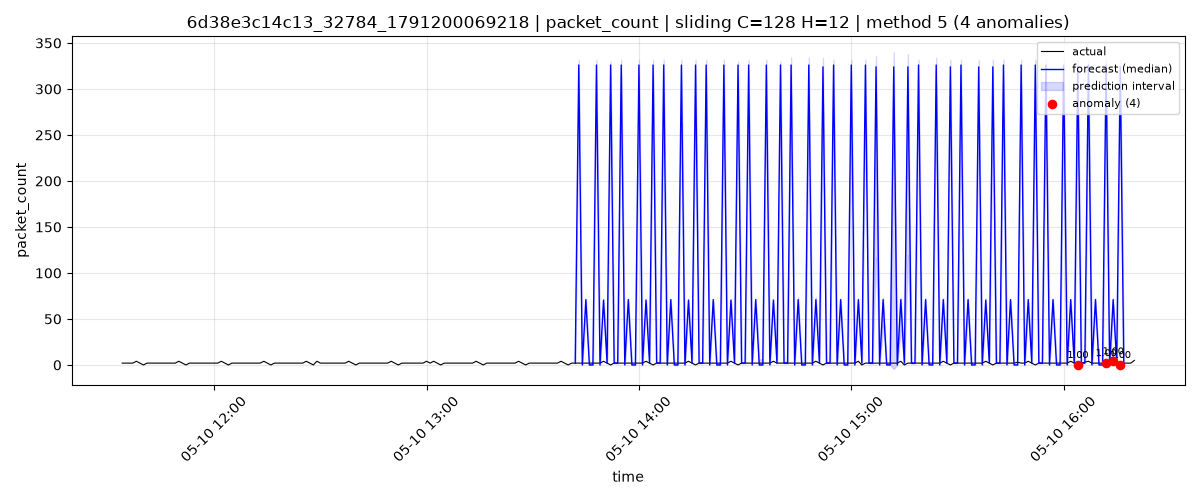 6d38e3c14c13_32784_1791200069218 | packet_count | sliding C=128 H=12 | method 5 (4 anomalies)
350
300
250
200
150
100
50
0
packet_count
actual
forecast (median)
prediction interval
anomaly (4)
1.00
05-10 12:00
05-10 13:00
05-10 14:00
05-10 15:00
05-10 16:00
time